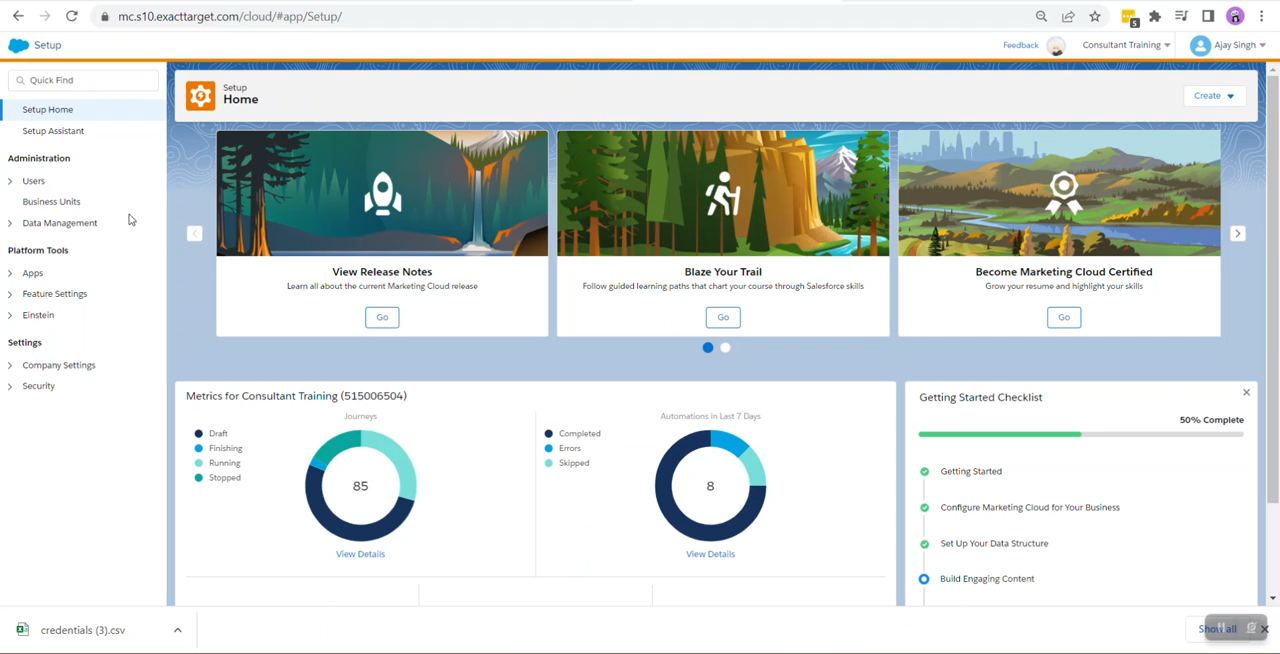 mc.s10.exacttarget.com/cloud/#app/Setup/
5
Setup
Feedback
Consultant Training
Ajay Singh
Quick Find
Setup Home
Setup Assistant
Administration
Users
Business Units
Data Management
Platform Tools
Apps
Feature Settings
Einstein
Settings
Company Settings
Security
Setup
Home
Create
View Release Notes
Learn all about the current Marketing Cloud release
Go
Blaze Your Trail
Follow guided learning paths that chart your course through Salesforce skills
Go
Become Marketing Cloud Certified
Grow your resume and highlight your skills
Go
Metrics for Consultant Training (515006504)
Journeys
Draft
Finishing
Running
Stopped
85
View Details
Automations in Last 7 Days
Completed
Errors
Skipped
8
View Details
Getting Started Checklist
50% Complete
Getting Started
Configure Marketing Cloud for Your Business
Set Up Your Data Structure
Build Engaging Content
credentials (3).csv
Show all